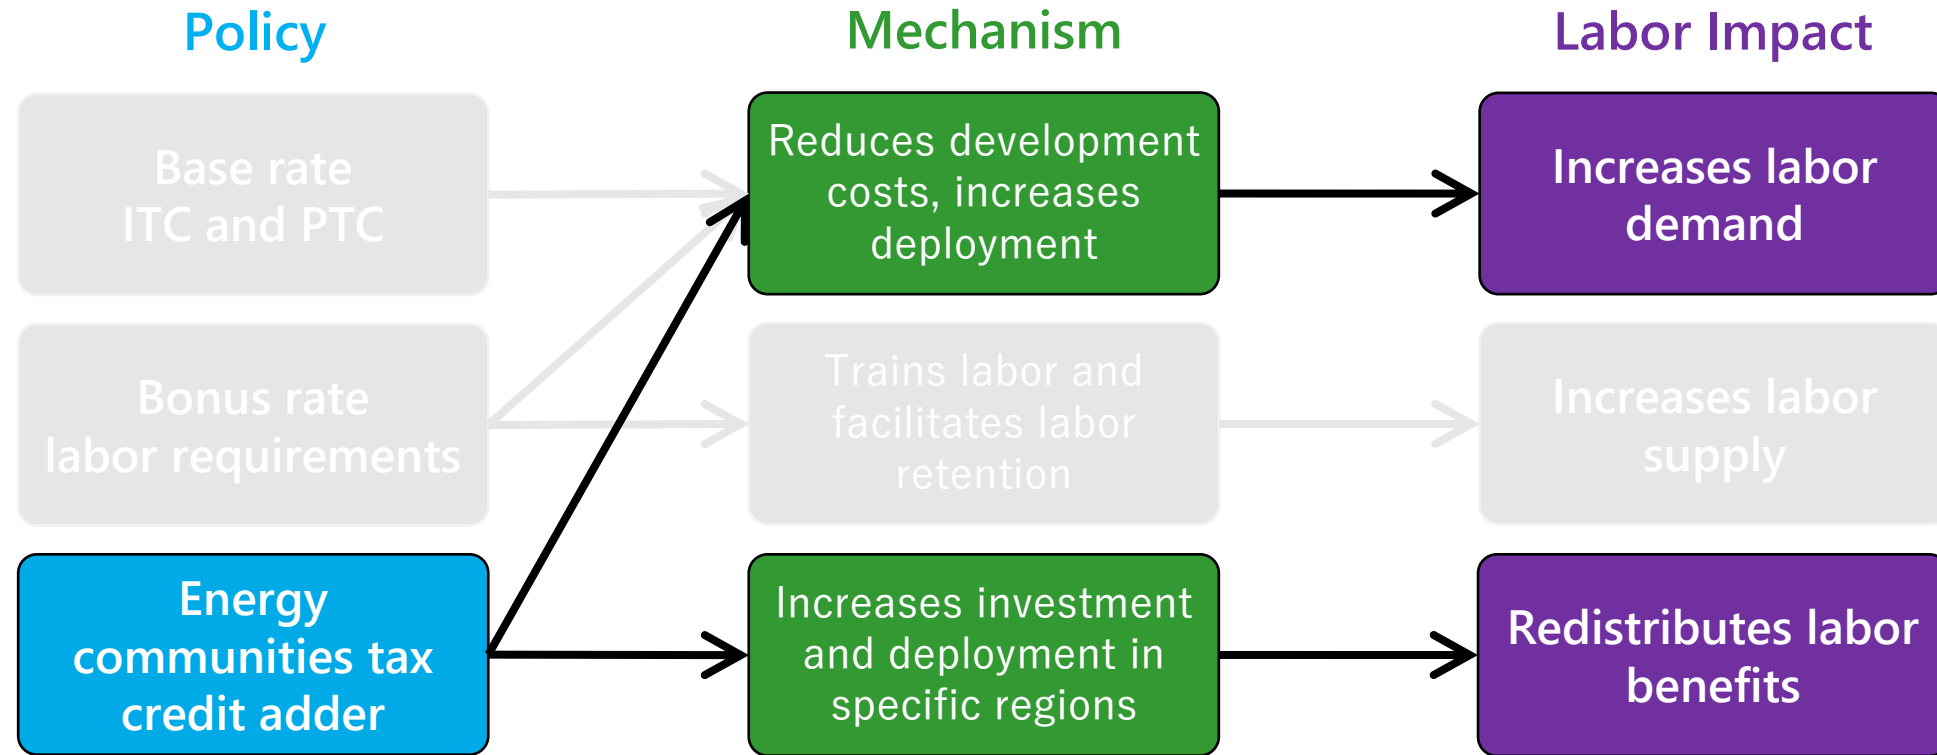 Policy
Mechanism
Labor Impact
Base rate
ITC and PTC
Reduces development
costs, increases
deployment
Increases labor
demand
Bonus rate
labor requirements
Trains labor and
facilitates labor
retention
Increases labor
supply
Energy
communities tax
credit adder
Increases investment
and deployment in
specific regions
Redistributes labor
benefits